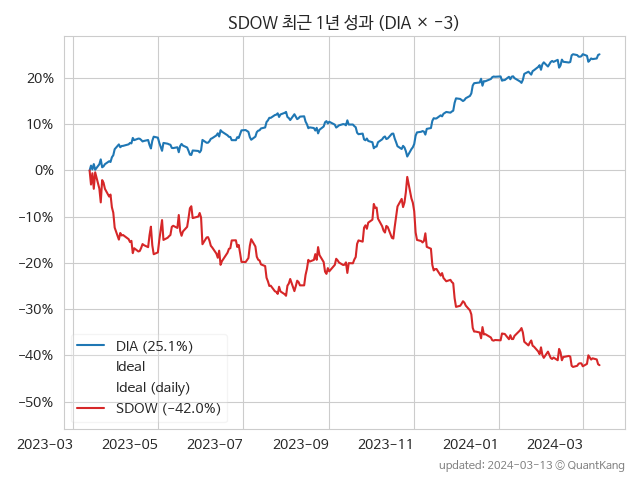 SDOW 최근 1년 성과 (DIA × −3)
20%
10%
0%
−10%
−20%
−30%
−40%
−50%
DIA (25.1%)
Ideal
Ideal (daily)
SDOW (−42.0%)
2023-03 2023-05 2023-07 2023-09 2023-11 2024-01 2024-03
updated: 2024-03-13 © QuantKang